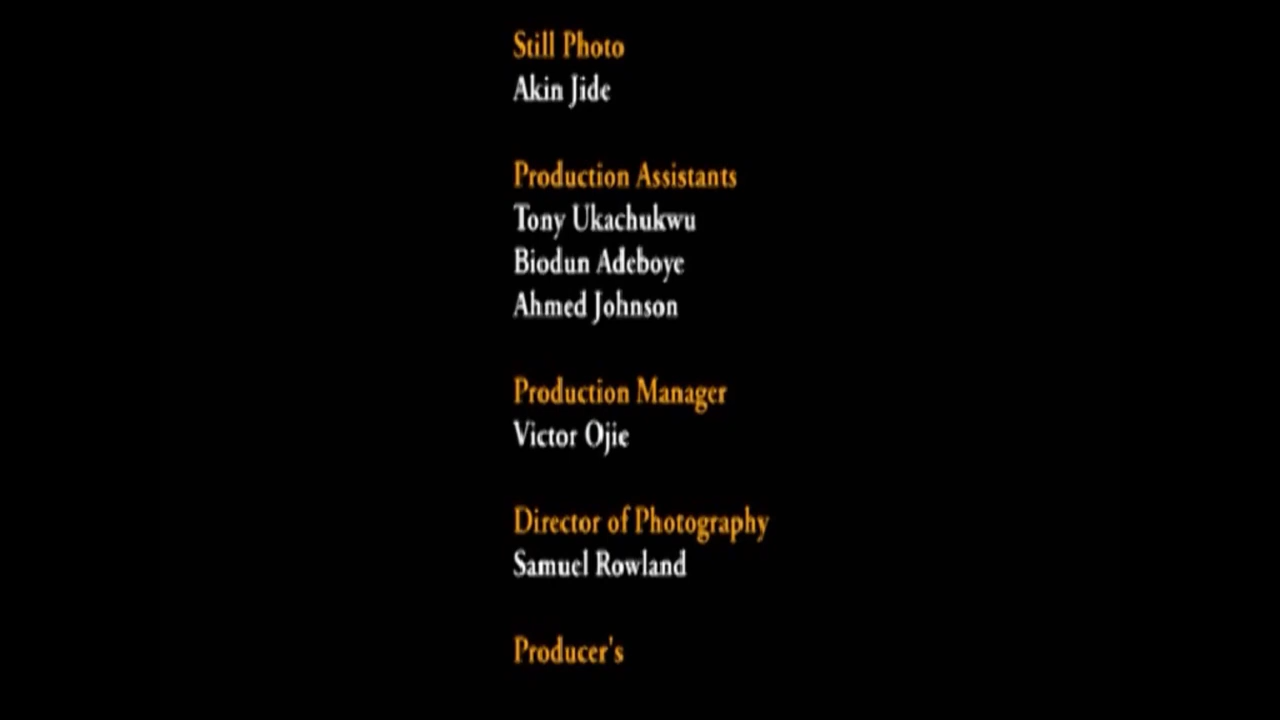 Still Photo
Akin Jide
Production Assistants
Tony Ukachukwu
Biodun Adeboye
Ahmed Johnson
Production Manager
Victor Ojie
Director of Photography
Samuel Rowland
Producer's